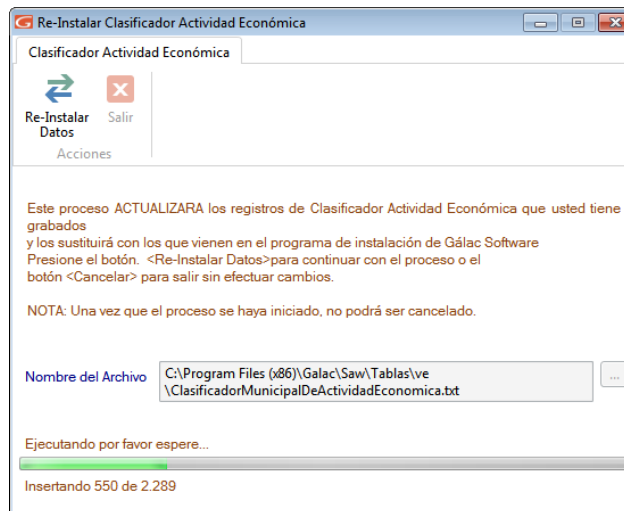 Re-Instalar Clasificador Actividad Económica
Clasificador Actividad Económica
Re-Instalar
Datos
Salir
Acciones
Este proceso ACTUALIZARA los registros de Clasificador Actividad Económica que usted tiene
grabados
y los sustituirá con los que vienen en el programa de instalación de Gálac Software
Presione el botón. <Re-Instalar Datos>para continuar con el proceso o el
botón <Cancelar> para salir sin efectuar cambios.
NOTA: Una vez que el proceso se haya iniciado, no podrá ser cancelado.
Nombre del Archivo
C:\Program Files (x86)\Galac\Saw\Tablas\ve
\ClasificadorMunicipalDeActividadEconomica.txt
...
Ejecutando por favor espere...
Insertando 550 de 2.289